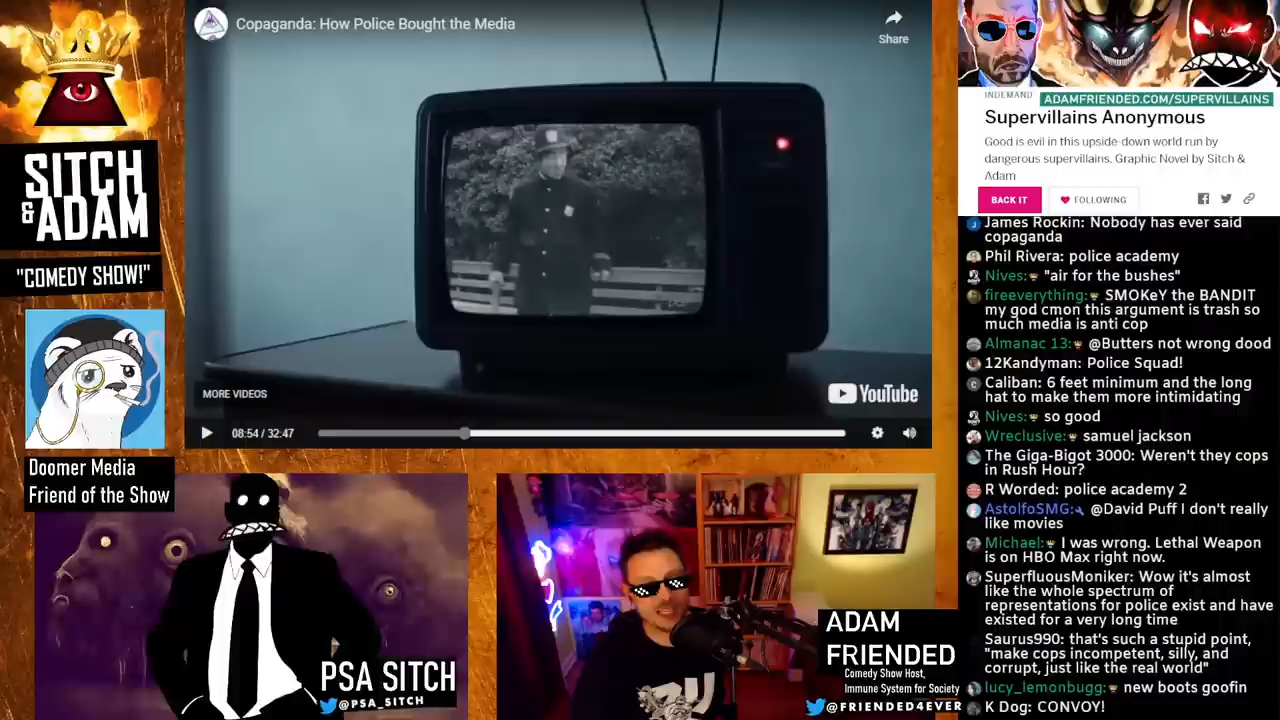 Copaganda: How Police Bought the Media
Share
MORE VIDEOS
YouTube
08:54 / 32:47
SITCH
& ADAM
"COMEDY SHOW!"
Doomer Media
Friend of the Show
PSA SITCH
@PSA_SITCH
ADAM
FRIENDED
Comedy Show Host,
Immune System for Society
@FRIENDED4EVER
INDEMAND
ADAMFRIENDED.COM/SUPERVILLAINS
Supervillains Anonymous
Good is evil in this upside-down world run by
dangerous supervillains. Graphic Novel by Sitch &
Adam
BACK IT
FOLLOWING
James Rockin: Nobody has ever said
copaganda
Phil Rivera: police academy
Nives: "air for the bushes"
fireeverything: SMOKeY the BANDIT
my god cmon this argument is trash so
much media is anti cop
Almanac 13: @Butters not wrong dood
12Kandyman: Police Squad!
Caliban: 6 feet minimum and the long
hat to make them more intimidating
Nives: so good
Wreclusive: samuel jackson
The Giga-Bigot 3000: Weren't they cops
in Rush Hour?
R Worded: police academy 2
AstolfoSMG: @David Puff I don't really
like movies
Michael: I was wrong. Lethal Weapon
is on HBO Max right now.
SuperfluousMoniker: Wow it's almost
like the whole spectrum of
representations for police exist and have
existed for a very long time
Saurus990: that's such a stupid point,
"make cops incompetent, silly, and
corrupt, just like the real world"
lucy_lemonbugg: new boots goofin
K Dog: CONVOY!